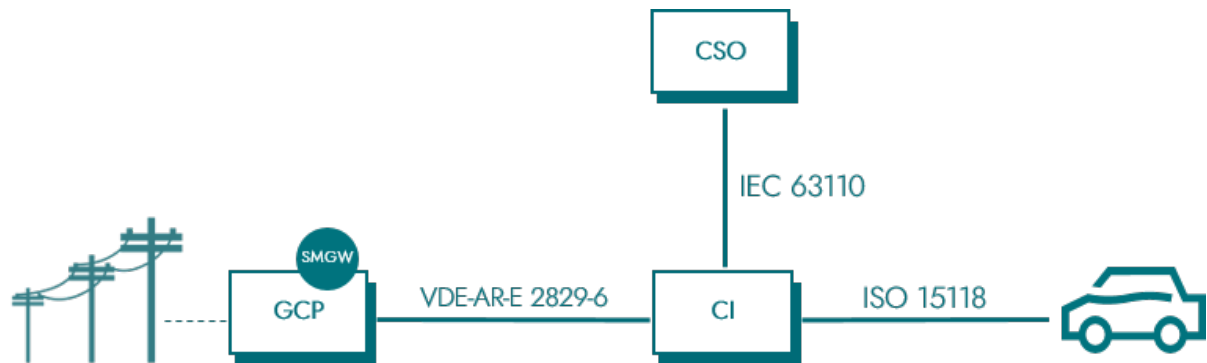 CSO
IEC 63110
SMGW
GCP
VDE-AR-E 2829-6
CI
ISO 15118